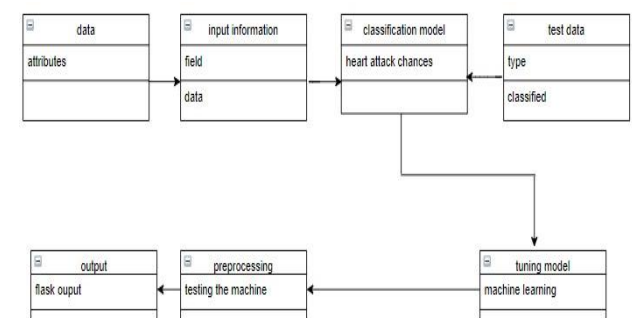 data
attributes
input information
field
data
classification model
heart attack chances
test data
type
classified
output
flask ouput
preprocessing
testing the machine
tuning model
machine learning